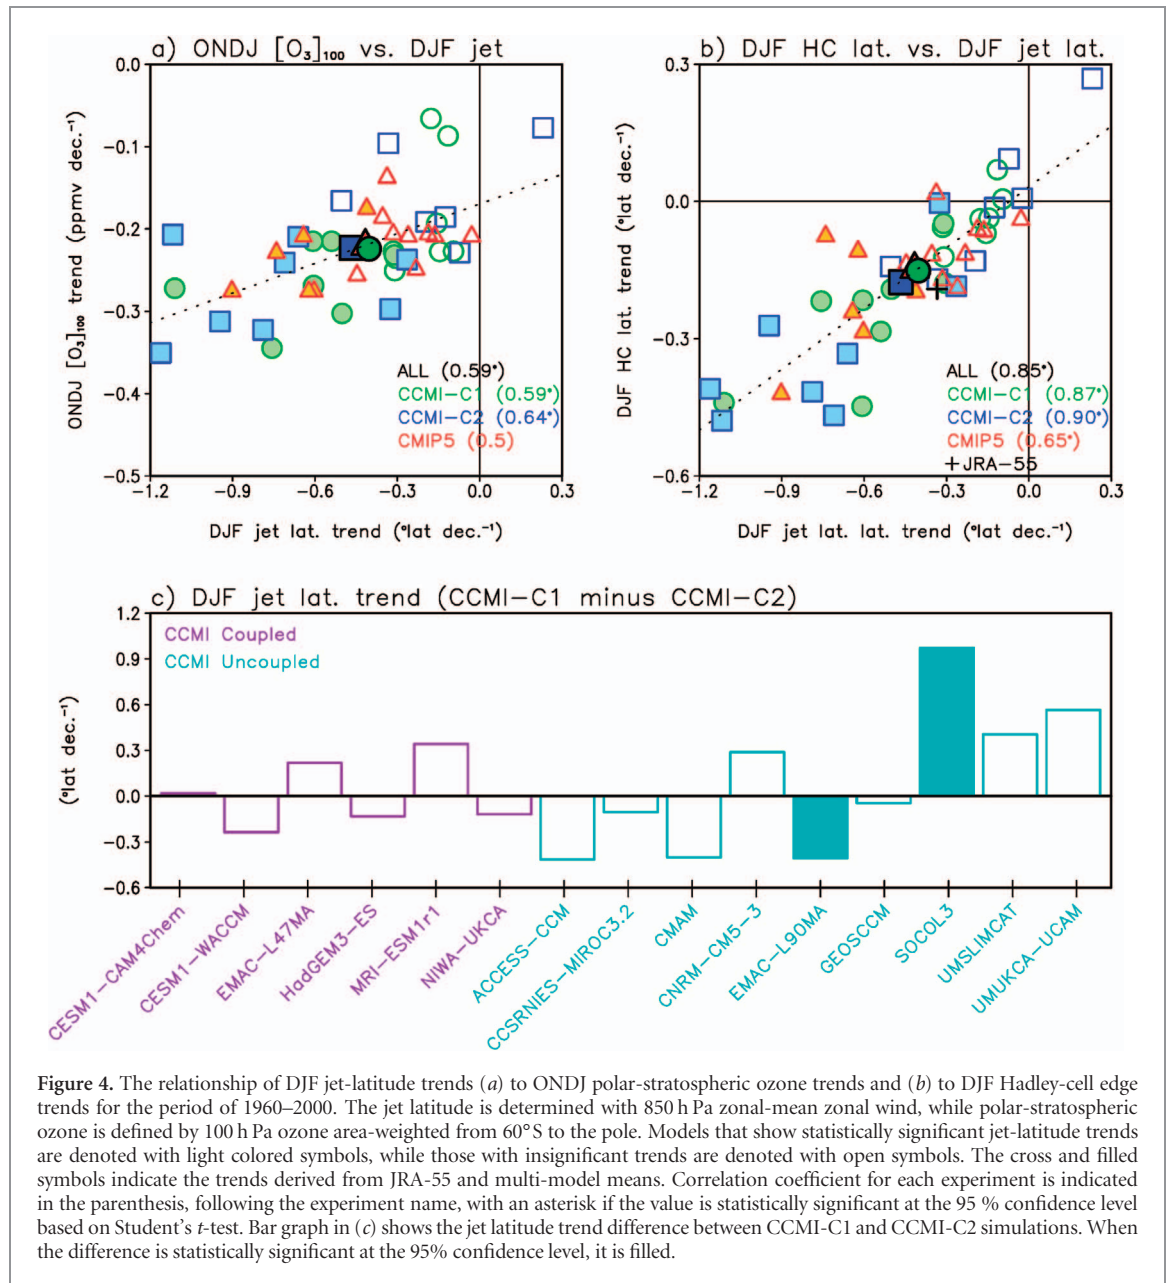 a) ONDJ [O₃]₁₀₀ vs. DJF jet
b) DJF HC lat. vs. DJF jet lat.
ONDJ [O₃]₁₀₀ trend (ppmv dec.⁻¹)
0.0
−0.1
−0.2
−0.3
−0.4
−0.5
ALL (0.59*)
CCMI−C1 (0.59*)
CCMI−C2 (0.64*)
CMIP5 (0.5)
−1.2 −0.9 −0.6 −0.3 0.0 0.3
DJF jet lat. trend (°lat dec.⁻¹)
DJF HC lat. trend (°lat dec.⁻¹)
0.3
0.0
−0.3
−0.6
ALL (0.85*)
CCMI−C1 (0.87*)
CCMI−C2 (0.90*)
CMIP5 (0.65*)
+JRA−55
−1.2 −0.9 −0.6 −0.3 0.0 0.3
DJF jet lat. lat. trend (°lat dec.⁻¹)
c) DJF jet lat. trend (CCMI−C1 minus CCMI−C2)
CCMI Coupled
CCMI Uncoupled
(°lat dec.⁻¹)
1.2
0.9
0.6
0.3
0.0
−0.3
−0.6
CESM1−CAM4Chem
CESM1−WACCM
EMAC−L47MA
HadGEM3−ES
MRI−ESM1r1
NIWA−UKCA
ACCESS−CCM
CCSRNIES−MIROC3.2
CMAM
CNRM−CM5−3
EMAC−L90MA
GEOSCCM
SOCOL3
UMSLIMCAT
UMUKCA−UCAM
Figure 4. The relationship of DJF jet-latitude trends (a) to ONDJ polar-stratospheric ozone trends and (b) to DJF Hadley-cell edge
trends for the period of 1960–2000. The jet latitude is determined with 850 h Pa zonal-mean zonal wind, while polar-stratospheric
ozone is defined by 100 h Pa ozone area-weighted from 60° S to the pole. Models that show statistically significant jet-latitude trends
are denoted with light colored symbols, while those with insignificant trends are denoted with open symbols. The cross and filled
symbols indicate the trends derived from JRA-55 and multi-model means. Correlation coefficient for each experiment is indicated
in the parenthesis, following the experiment name, with an asterisk if the value is statistically significant at the 95 % confidence level
based on Student's t-test. Bar graph in (c) shows the jet latitude trend difference between CCMI-C1 and CCMI-C2 simulations. When
the difference is statistically significant at the 95% confidence level, it is filled.